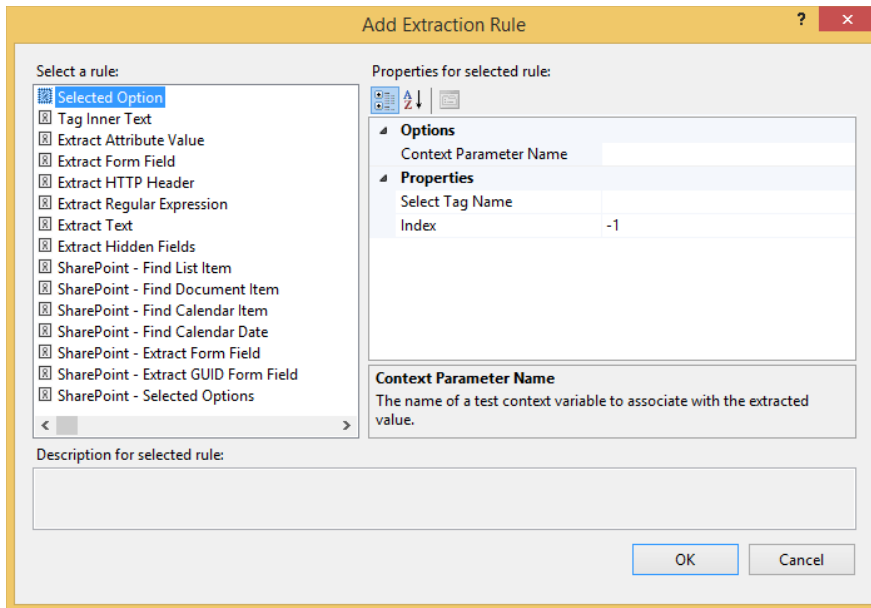 Add Extraction Rule
?
Select a rule:
Selected Option
Tag Inner Text
Extract Attribute Value
Extract Form Field
Extract HTTP Header
Extract Regular Expression
Extract Text
Extract Hidden Fields
SharePoint - Find List Item
SharePoint - Find Document Item
SharePoint - Find Calendar Item
SharePoint - Find Calendar Date
SharePoint - Extract Form Field
SharePoint - Extract GUID Form Field
SharePoint - Selected Options
Properties for selected rule:
Options
Context Parameter Name
Properties
Select Tag Name
Index -1
Context Parameter Name
The name of a test context variable to associate with the extracted
value.
Description for selected rule:
OK Cancel